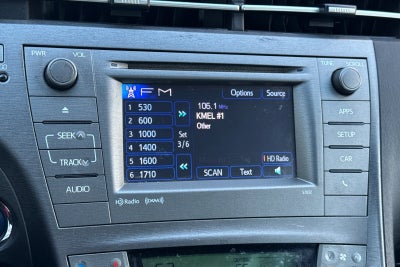 PWR VOL
TUNE SCROLL
FM
Options
Source
1 530
2 600
3 1000
4 1400
5 1600
6 1710
Set
3/6
106.1 MHz
KMEL #1
Other
HD Radio
SCAN
Text
SEEK
TRACK
AUDIO
APPS
SETUP
CAR
HD Radio